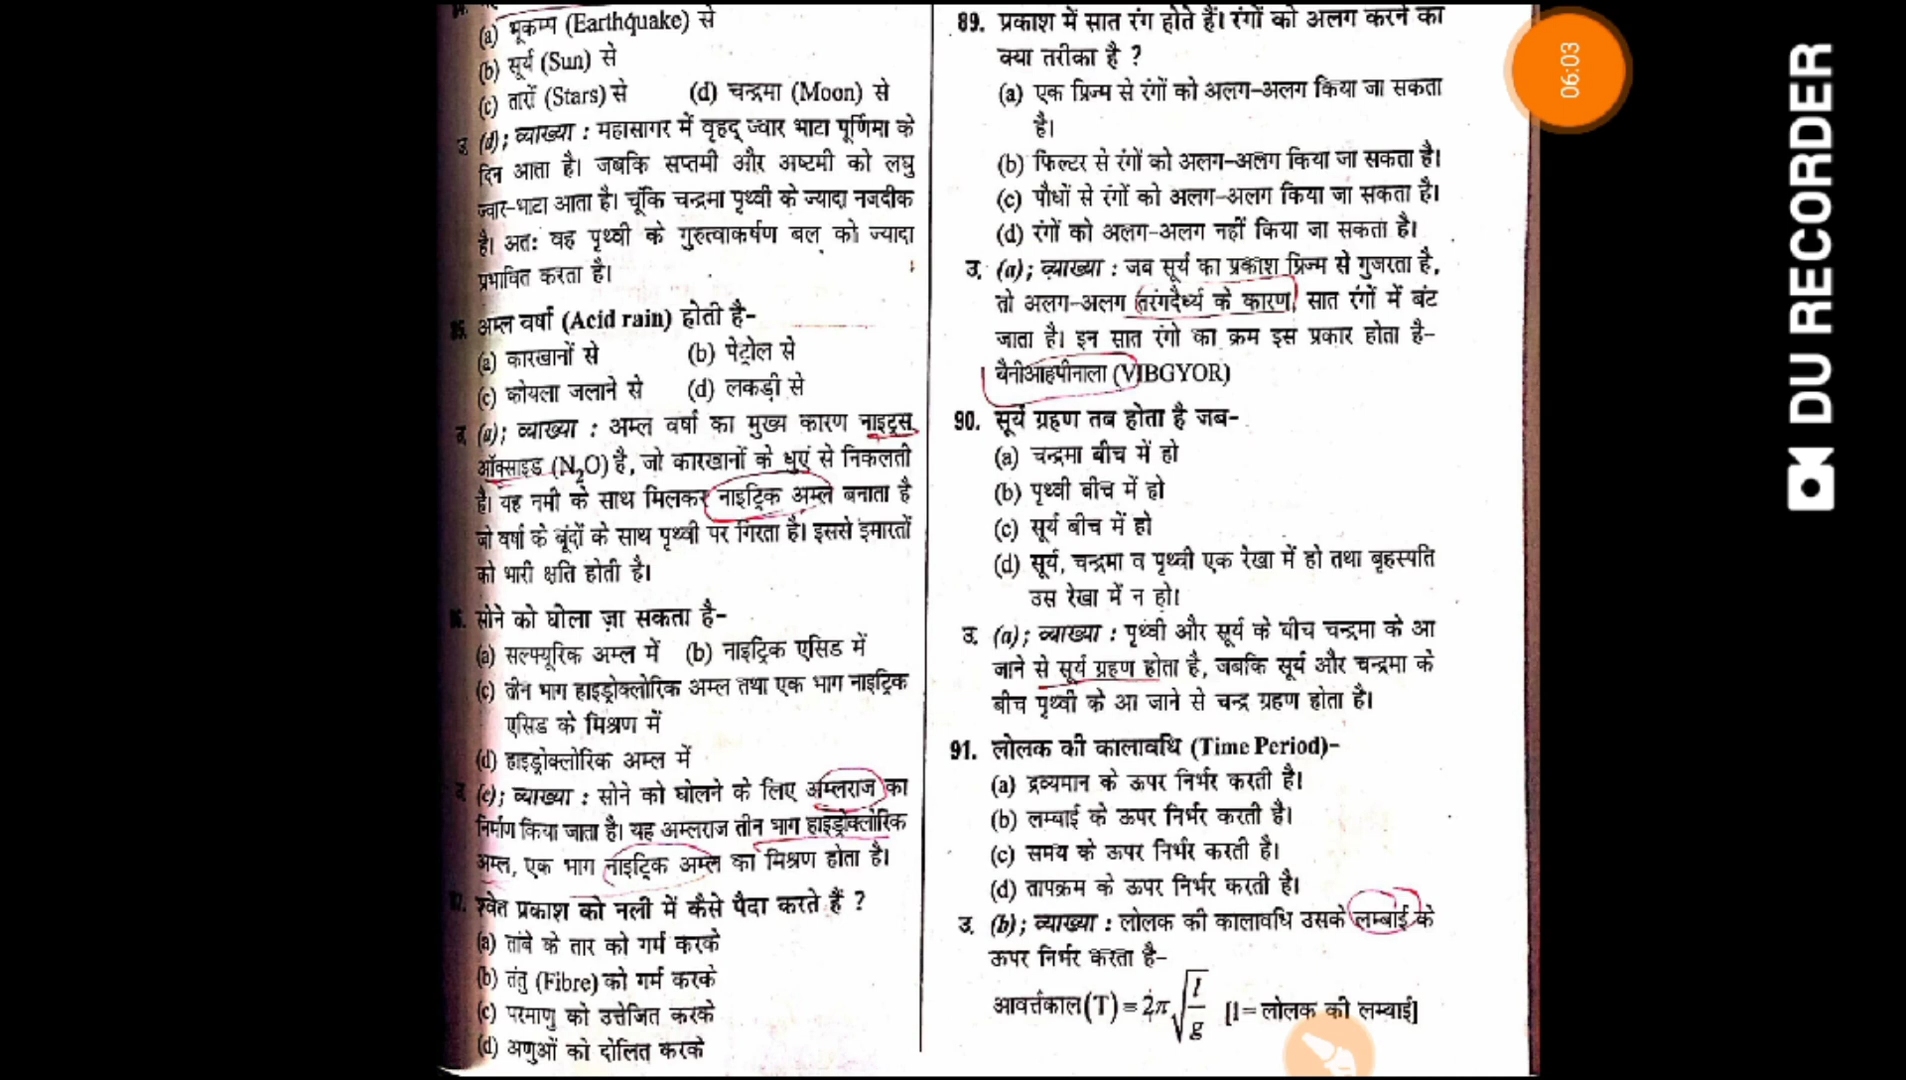 (a) भूकम्प (Earthquake) से
(b) सूर्य (Sun) से
(c) तारों (Stars) से (d) चन्द्रमा (Moon) से
उ. (d); व्याख्या : महासागर में वृहद् ज्वार भाटा पूर्णिमा के
दिन आता है। जबकि सप्तमी और अष्टमी को लघु
ज्वार-भाटा आता है। चूंकि चन्द्रमा पृथ्वी के ज्यादा नजदीक
है। अतः वह पृथ्वी के गुरुत्वाकर्षण बल को ज्यादा
प्रभावित करता है।
अम्ल वर्षा (Acid rain) होती है-
(a) कारखानों से (b) पेट्रोल से
(c) कोयला जलाने से (d) लकड़ी से
(a); व्याख्या : अम्ल वर्षा का मुख्य कारण नाइट्रस
ऑक्साइड (N₂O) है, जो कारखानों के धुएं से निकलती
है। यह नमी के साथ मिलकर नाइट्रिक अम्ल बनाता है
जो वर्षा के बूंदों के साथ पृथ्वी पर गिरता है। इससे इमारतों
को भारी क्षति होती है।
सोने को घोला जा सकता है-
(a) सल्फ्यूरिक अम्ल में (b) नाइट्रिक एसिड में
(c) तीन भाग हाइड्रोक्लोरिक अम्ल तथा एक भाग नाइट्रिक
एसिड के मिश्रण में
(d) हाइड्रोक्लोरिक अम्ल में
(c); व्याख्या : सोने को घोलने के लिए अम्लराज का
निर्माण किया जाता है। यह अम्लराज तीन भाग हाइड्रोक्लोरिक
अम्ल, एक भाग नाइट्रिक अम्ल का मिश्रण होता है।
श्वेत प्रकाश को नली में कैसे पैदा करते हैं ?
(a) तांबे के तार को गर्म करके
(b) तंतु (Fibre) को गर्म करके
(c) परमाणु को उत्तेजित करके
(d) अणुओं को दोलित करके
89. प्रकाश में सात रंग होते हैं। रंगों को अलग करने का
क्या तरीका है ?
(a) एक प्रिज्म से रंगों को अलग-अलग किया जा सकता
है।
(b) फिल्टर से रंगों को अलग-अलग किया जा सकता है।
(c) पौधों से रंगों को अलग-अलग किया जा सकता है।
(d) रंगों को अलग-अलग नहीं किया जा सकता है।
उ. (a); व्याख्या : जब सूर्य का प्रकाश प्रिज्म से गुजरता है,
तो अलग-अलग तरंगदैर्ध्य के कारण, सात रंगों में बंट
जाता है। इन सात रंगो का क्रम इस प्रकार होता है-
बैनीआहपीनाला (VIBGYOR)
90. सूर्य ग्रहण तब होता है जब-
(a) चन्द्रमा बीच में हो
(b) पृथ्वी बीच में हो
(c) सूर्य बीच में हो
(d) सूर्य, चन्द्रमा व पृथ्वी एक रेखा में हो तथा बृहस्पति
उस रेखा में न हो।
उ. (a); व्याख्या : पृथ्वी और सूर्य के बीच चन्द्रमा के आ
जाने से सूर्य ग्रहण होता है, जबकि सूर्य और चन्द्रमा के
बीच पृथ्वी के आ जाने से चन्द्र ग्रहण होता है।
91. लोलक की कालावधि (Time Period)-
(a) द्रव्यमान के ऊपर निर्भर करती है।
(b) लम्बाई के ऊपर निर्भर करती है।
(c) समय के ऊपर निर्भर करती है।
(d) तापक्रम के ऊपर निर्भर करती है।
उ. (b); व्याख्या : लोलक की कालावधि उसके लम्बाई के
ऊपर निर्भर करता है-
आवर्त्तकाल (T) = 2π√(l/g) [l= लोलक की लम्बाई]
06:03
DU RECORDER